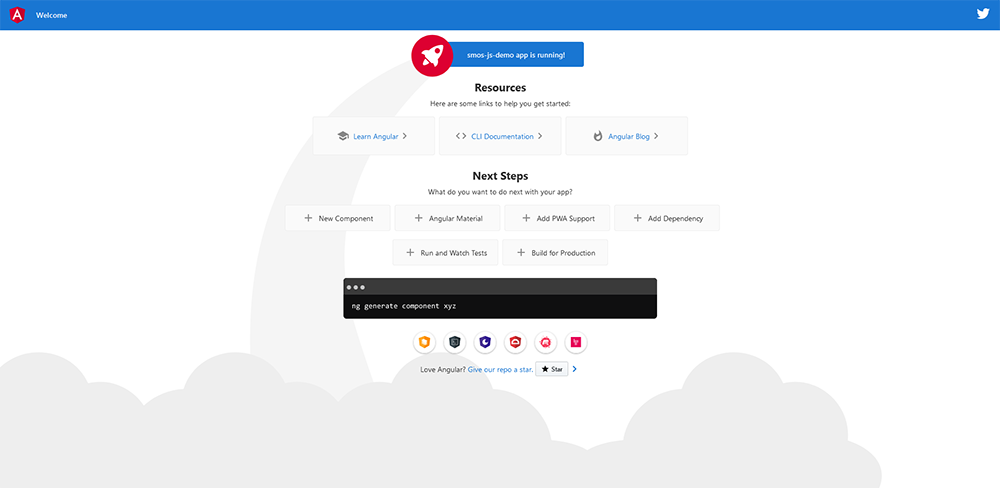 Welcome
smos-js-demo app is running!
Resources
Here are some links to help you get started:
Learn Angular
CLI Documentation
Angular Blog
Next Steps
What do you want to do next with your app?
New Component
Angular Material
Add PWA Support
Add Dependency
Run and Watch Tests
Build for Production
ng generate component xyz
Love Angular? Give our repo a star. Star